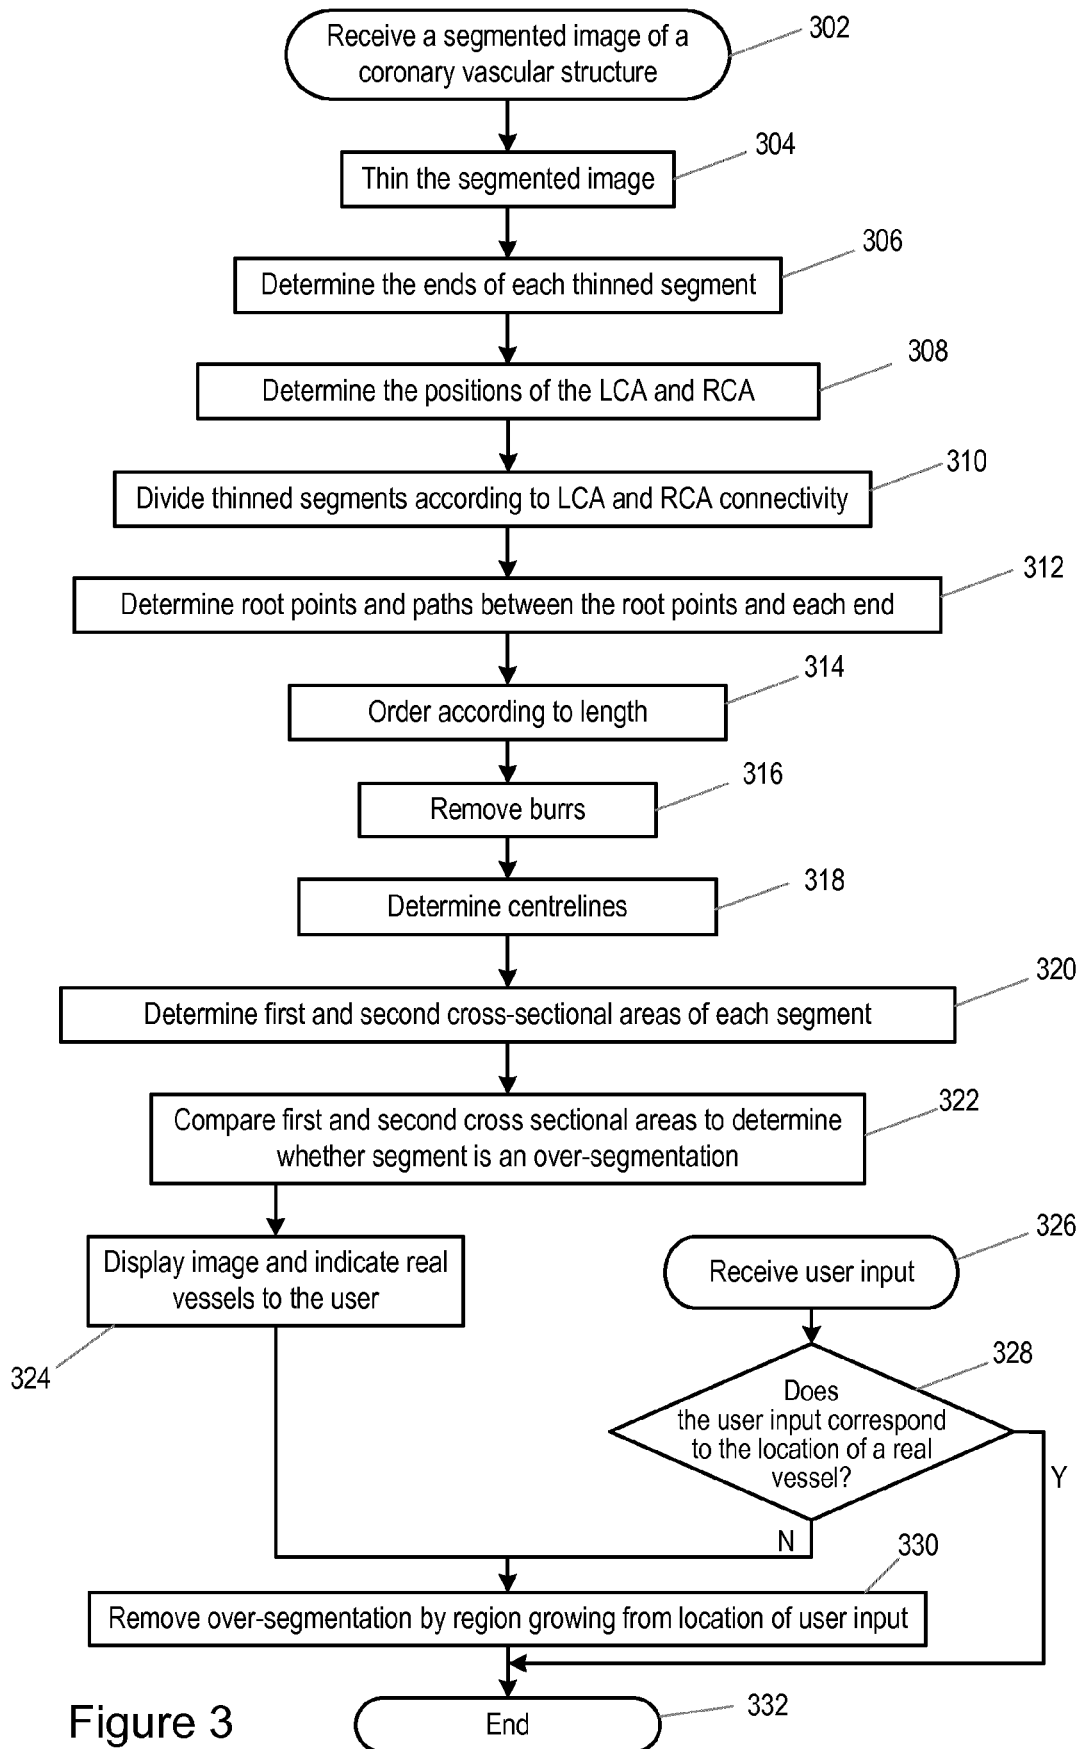 Receive a segmented image of a
coronary vascular structure
302
Thin the segmented image
304
Determine the ends of each thinned segment
306
Determine the positions of the LCA and RCA
308
Divide thinned segments according to LCA and RCA connectivity
310
Determine root points and paths between the root points and each end
312
Order according to length
314
Remove burrs
316
Determine centrelines
318
Determine first and second cross-sectional areas of each segment
320
Compare first and second cross sectional areas to determine
whether segment is an over-segmentation
322
Display image and indicate real
vessels to the user
324
Receive user input
326
Does
the user input correspond
to the location of a real
vessel?
328
Y
N
Remove over-segmentation by region growing from location of user input
330
End
332
Figure 3